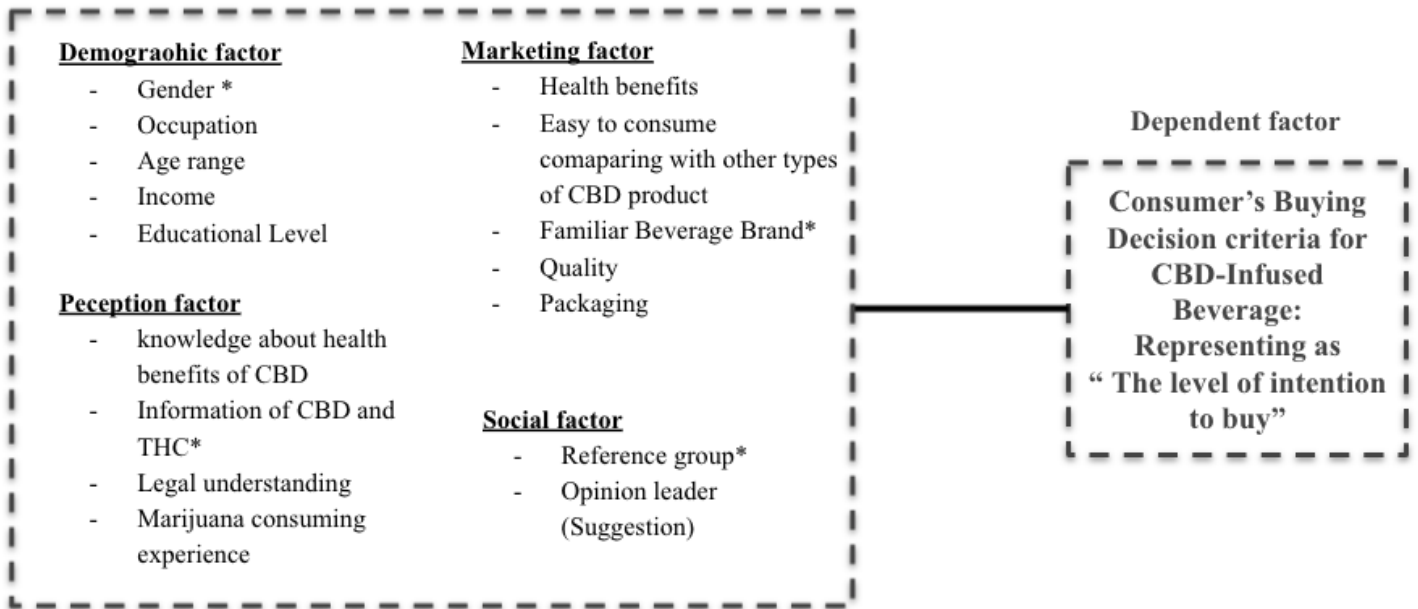 Demograohic factor
- Gender *
- Occupation
- Age range
- Income
- Educational Level
Peception factor
- knowledge about health
benefits of CBD
- Information of CBD and
THC*
- Legal understanding
- Marijuana consuming
experience
Marketing factor
- Health benefits
- Easy to consume
comaparing with other types
of CBD product
- Familiar Beverage Brand*
- Quality
- Packaging
Social factor
- Reference group*
- Opinion leader
(Suggestion)
Dependent factor
Consumer’s Buying
Decision criteria for
CBD-Infused
Beverage:
Representing as
“ The level of intention
to buy”